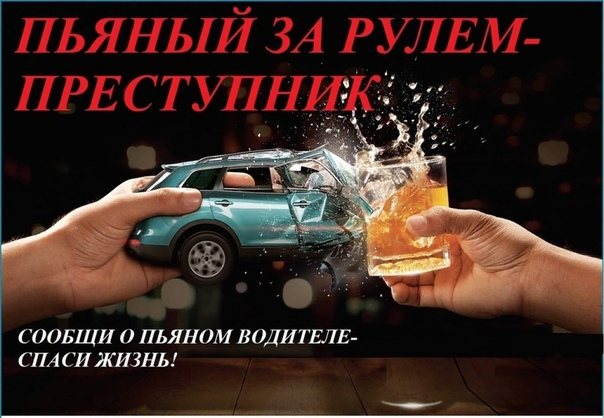 ПЬЯНЫЙ ЗА РУЛЕМ-
ПРЕСТУПНИК
СООБЩИ О ПЬЯНОМ ВОДИТЕЛЕ-
СПАСИ ЖИЗНЬ!